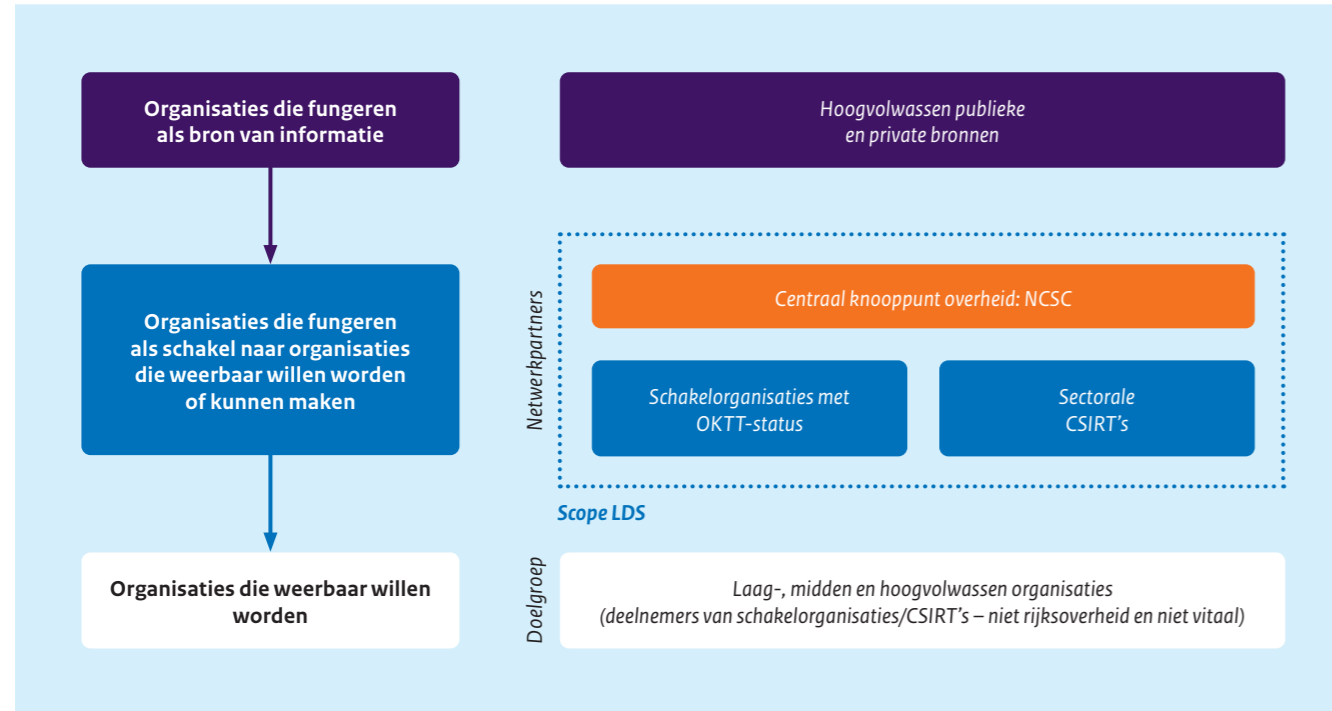 Organisaties die fungeren
als bron van informatie
Hoogvolwassen publieke
en private bronnen
Organisaties die fungeren
als schakel naar organisaties
die weerbaar willen worden
of kunnen maken
Netwerkpartners
Centraal knooppunt overheid: NCSC
Schakelorganisaties met
OKTT-status
Sectorale
CSIRT's
Scope LDS
Organisaties die weerbaar willen
worden
Doelgroep
Laag-, midden en hoogvolwassen organisaties
(deelnemers van schakelorganisaties/CSIRT's – niet rijksoverheid en niet vitaal)